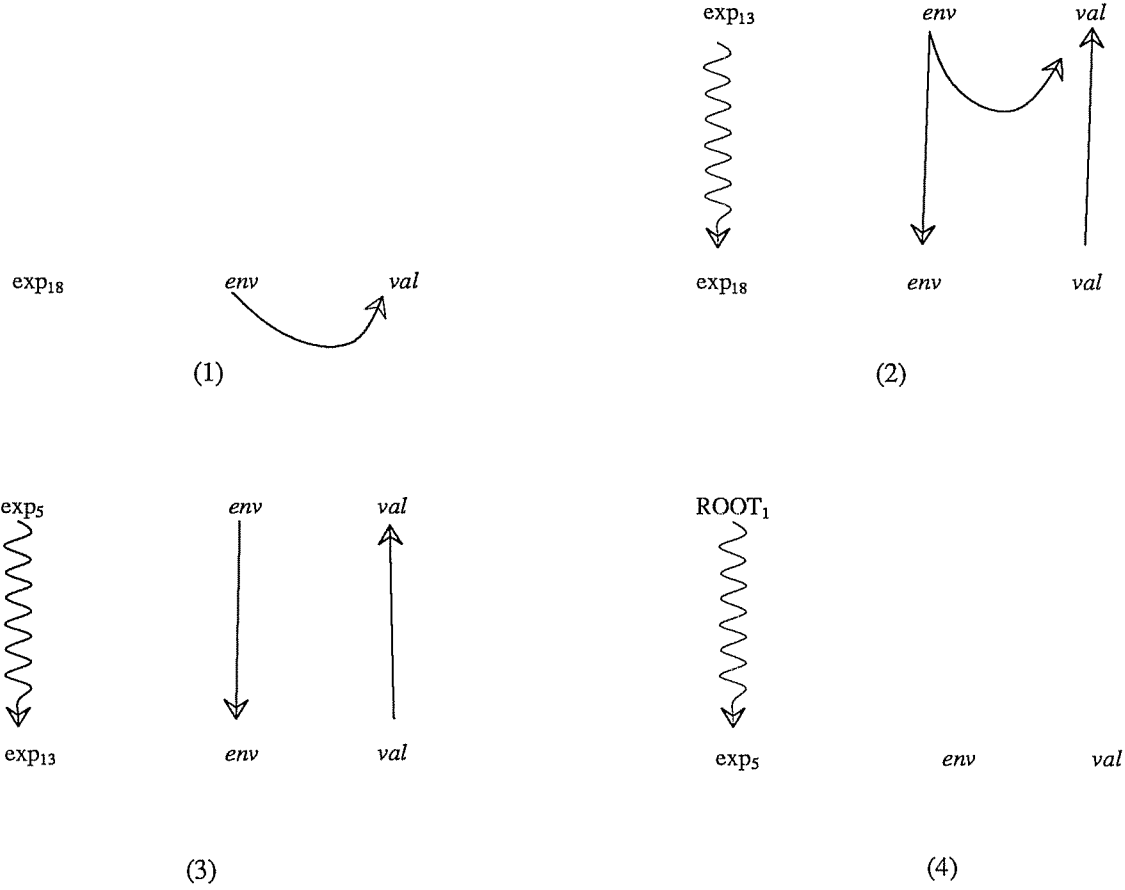 exp₁₃ env val
exp₁₈ env val
(1)
exp₁₈ env val
(2)
exp₅ env val
exp₁₃ env val
(3)
ROOT₁
exp₅ env val
(4)